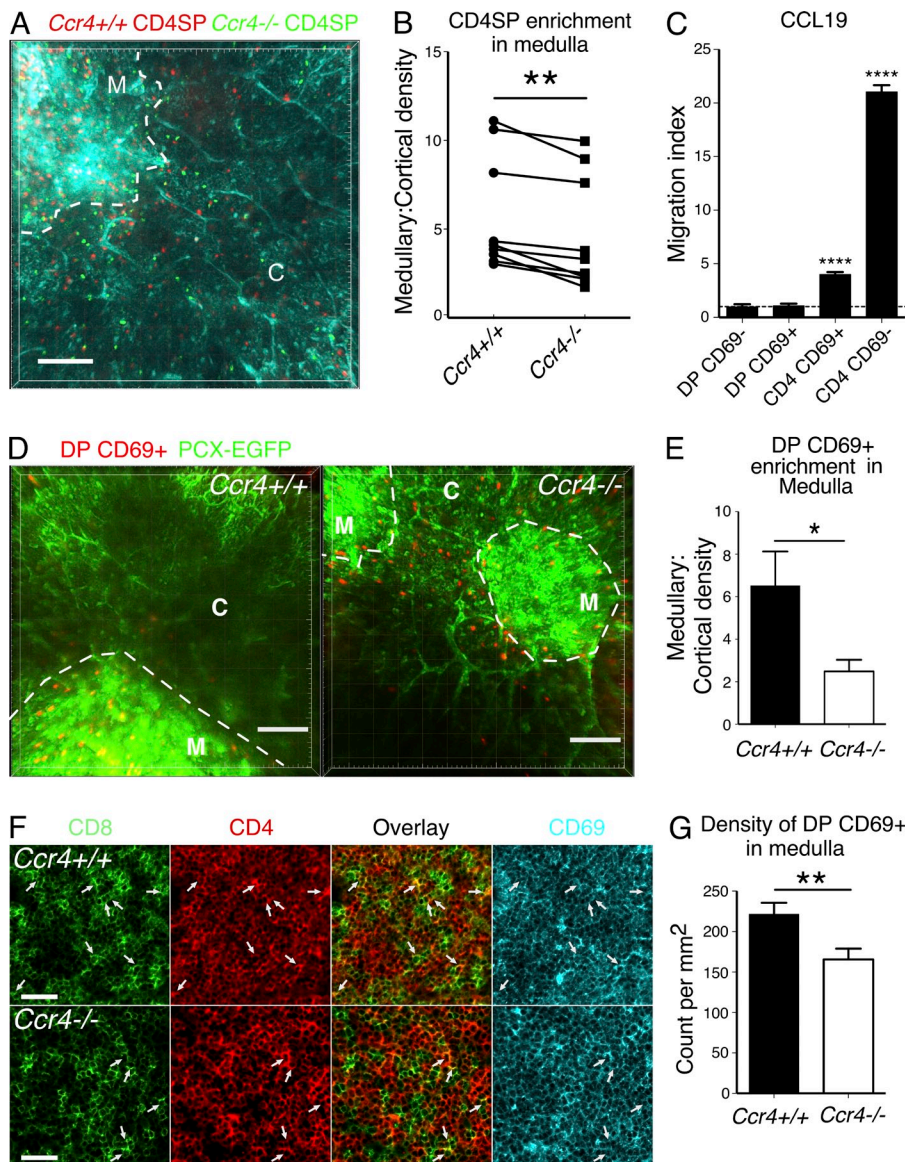 A
Ccr4+/+ CD4SP Ccr4-/- CD4SP
M
C
B
CD4SP enrichment
in medulla
**
Medullary:Cortical density
15
10
5
0
Ccr4+/+
Ccr4-/-
C
CCL19
Migration index
25
20
15
10
5
0
****
****
DP CD69-
DP CD69+
CD4 CD69+
CD4 CD69-
D
DP CD69+ PCX-EGFP
Ccr4+/+
C
M
Ccr4-/-
C
M
M
E
DP CD69+
enrichment in
Medulla
*
Medullary:
Cortical density
10
8
6
4
2
0
Ccr4+/+ Ccr4-/-
F
CD8 CD4 Overlay CD69
Ccr4+/+
Ccr4-/-
G
Density of DP CD69+
in medulla
**
Count per mm2
250
200
150
100
50
0
Ccr4+/+ Ccr4-/-